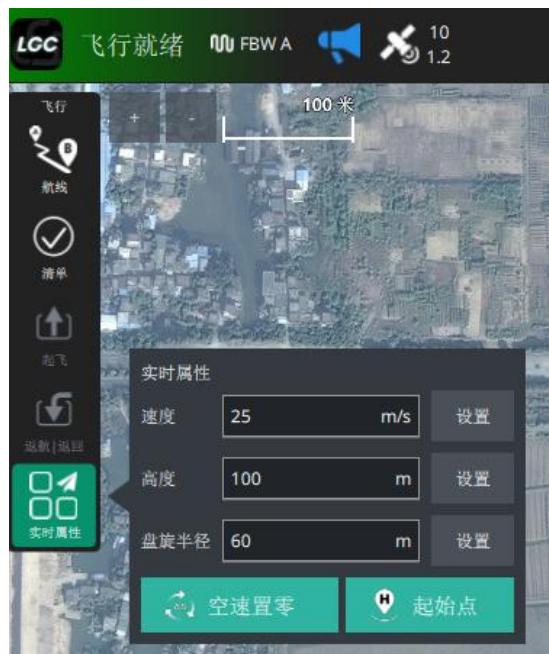 LGC 飞行就绪 FBW A 10
1.2
飞行
+ - 100 米
A
B
航线
清单
起飞
实时属性
速度 25 m/s 设置
返航|返回
高度 100 m 设置
实时属性
盘旋半径 60 m 设置
空速置零 H 起始点